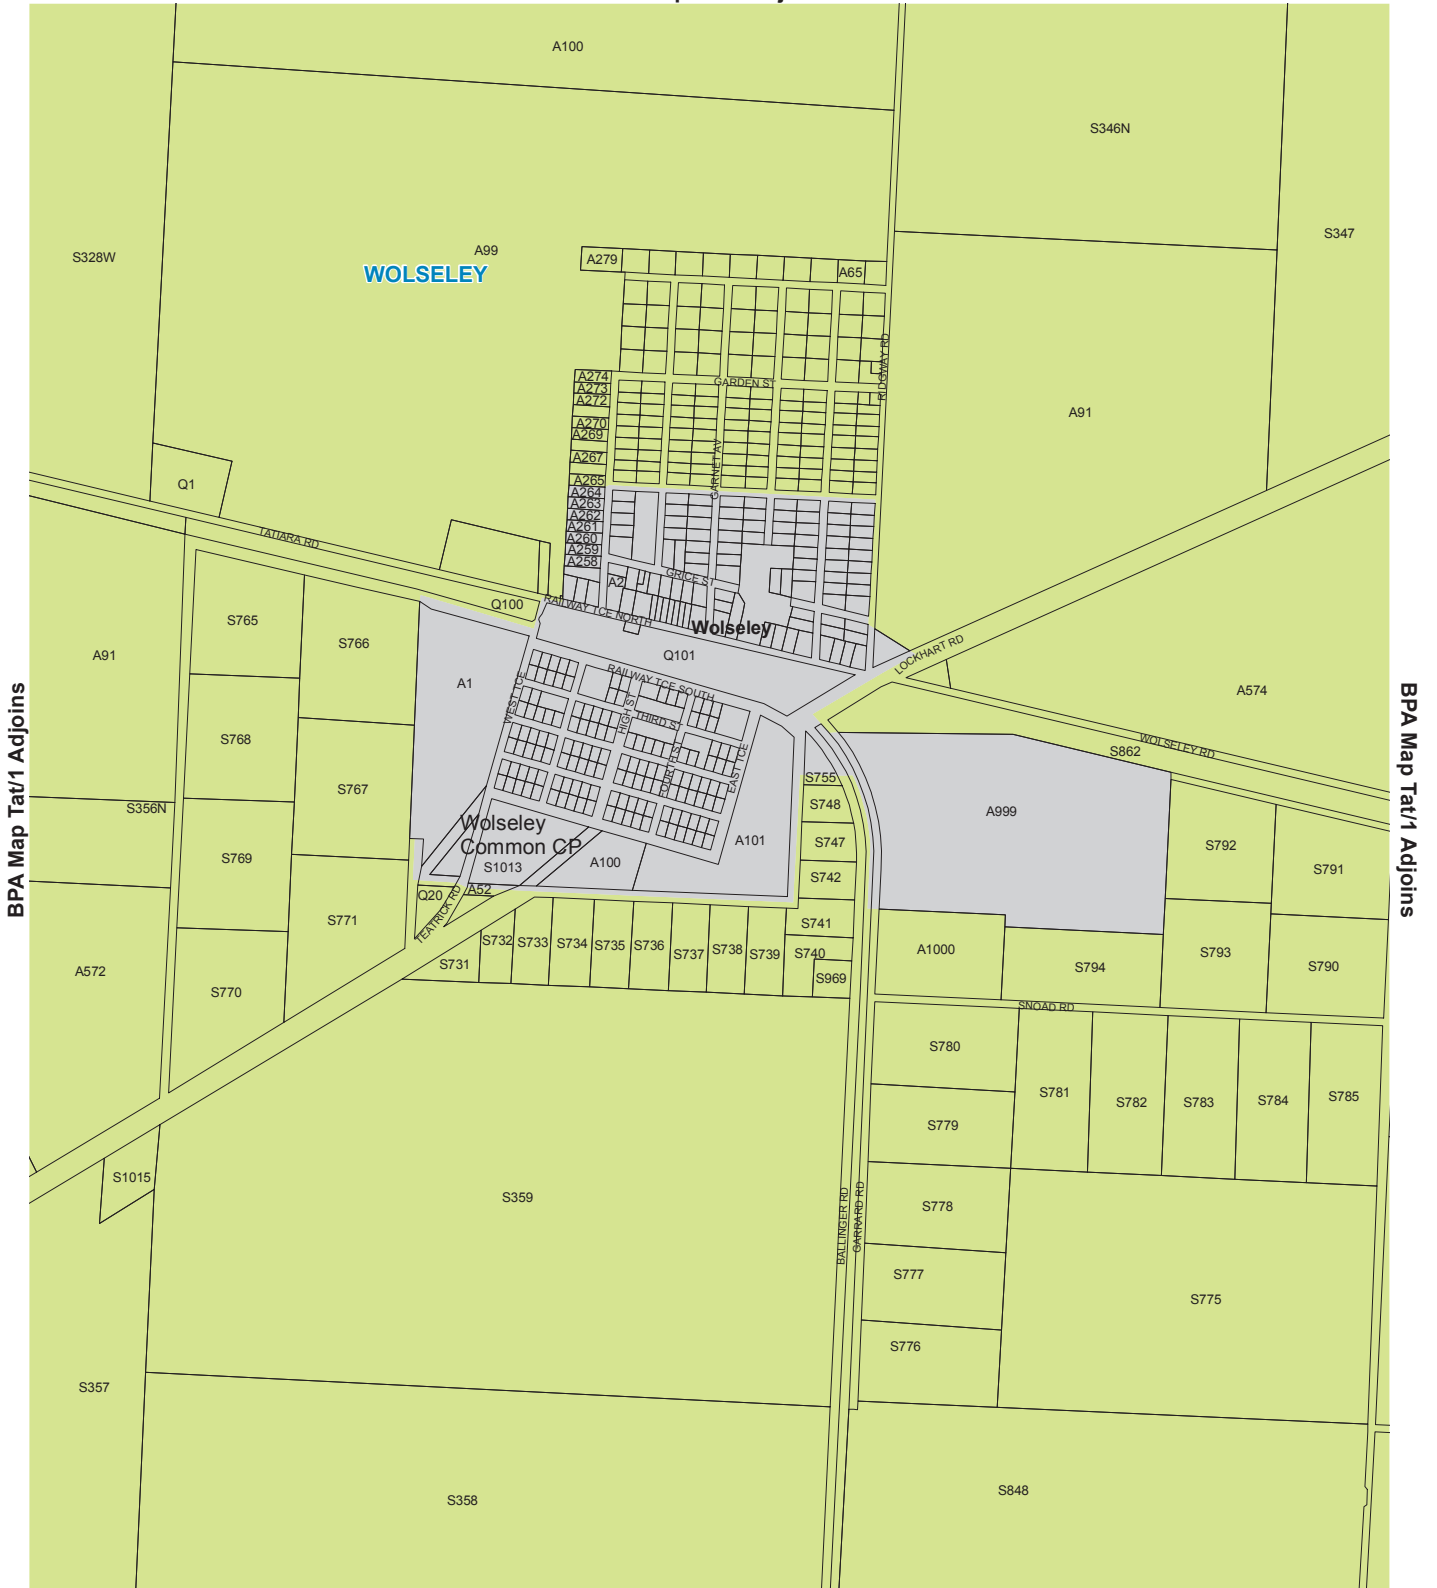 A100
S346N
S347
S328W
A99
WOLSELEY
A279
A65
RIDGWAY RD
A274
GARDEN ST
A273
A272
A91
A270
A269
GARNET AV
A267
A265
Q1
A264
A263
A262
A261
TATIARA RD
A260
A259
A258
A2
GRICE ST
Q100
RAILWAY TCE NORTH
S765
Wolseley
S766
LOCKHART RD
A91
Q101
A1
RAILWAY TCE SOUTH
A574
WEST TCE
HIGH ST
THIRD ST
S768
WOLSELEY RD
S862
FOURTH ST
EAST TCE
S755
BPA Map Tat/1 Adjoins
BPA Map Tat/1 Adjoins
S767
S748
S356N
A999
Wolseley
Common CP
A101
S747
S792
S769
S1013
A100
S791
S742
Q20
A52
TEATRICK RD
S771
S741
S732
S733
S734
S735
S736
S737
S738
S739
S740
A1000
S793
S731
S794
S790
A572
S969
S770
SNOAD RD
S780
S781
S782
S783
S784
S785
S779
S1015
S359
S778
BALLINGER RD
GARRARD RD
S777
S775
S776
S357
S358
S848